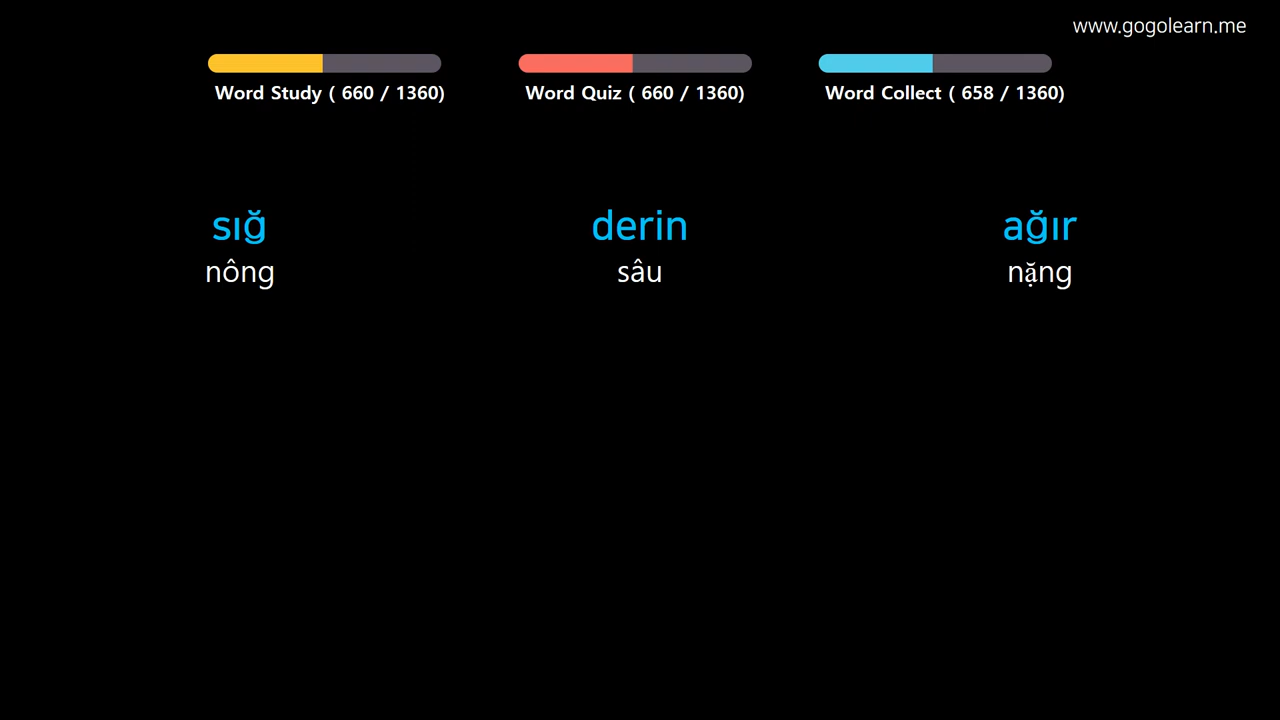 www.gogolearn.me
Word Study ( 660 / 1360)
Word Quiz ( 660 / 1360)
Word Collect ( 658 / 1360)
sığ
nông
derin
sâu
ağır
nặng